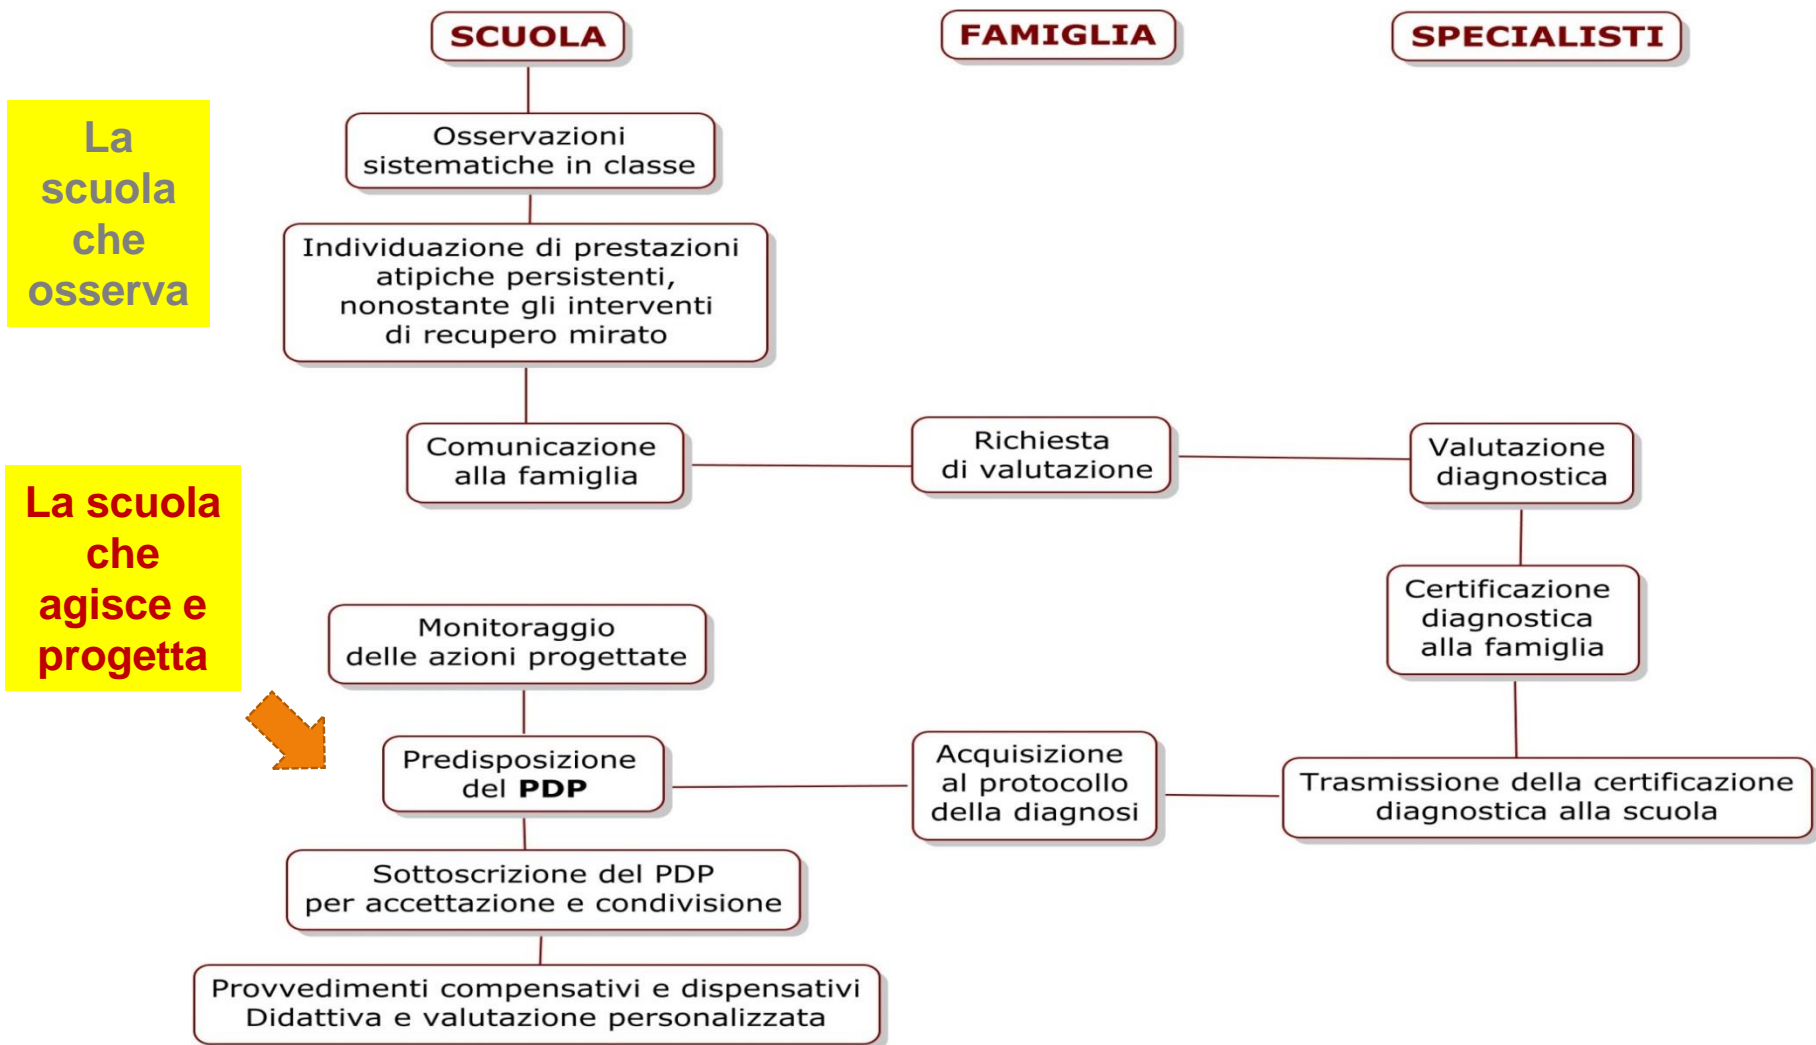 SCUOLA
FAMIGLIA
SPECIALISTI
La
scuola
che
osserva
Osservazioni
sistematiche in classe
Individuazione di prestazioni
atipiche persistenti,
nonostante gli interventi
di recupero mirato
Comunicazione
alla famiglia
Richiesta
di valutazione
Valutazione
diagnostica
La scuola
che
agisce e
progetta
Certificazione
diagnostica
alla famiglia
Monitoraggio
delle azioni progettate
Predisposizione
del PDP
Acquisizione
al protocollo
della diagnosi
Trasmissione della certificazione
diagnostica alla scuola
Sottoscrizione del PDP
per accettazione e condivisione
Provvedimenti compensativi e dispensativi
Didattiva e valutazione personalizzata